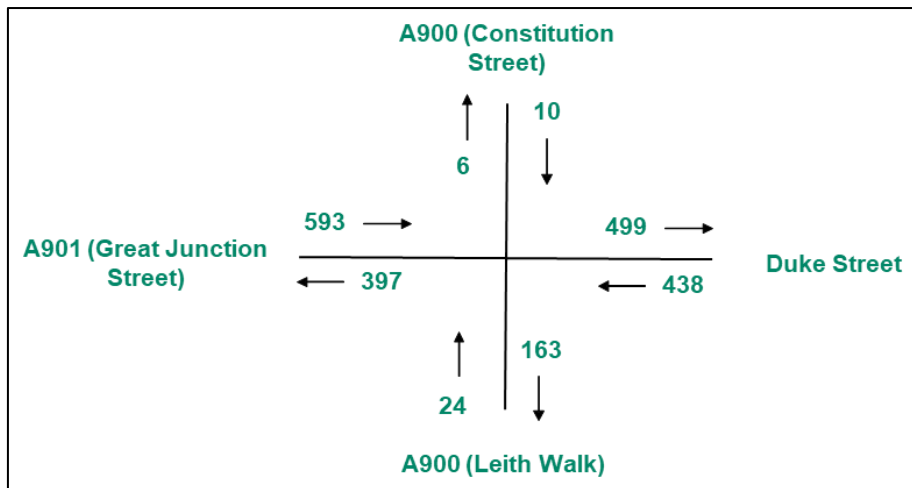 A900 (Constitution
Street)
10
6
593
499
A901 (Great Junction
Street)
Duke Street
397
438
163
24
A900 (Leith Walk)